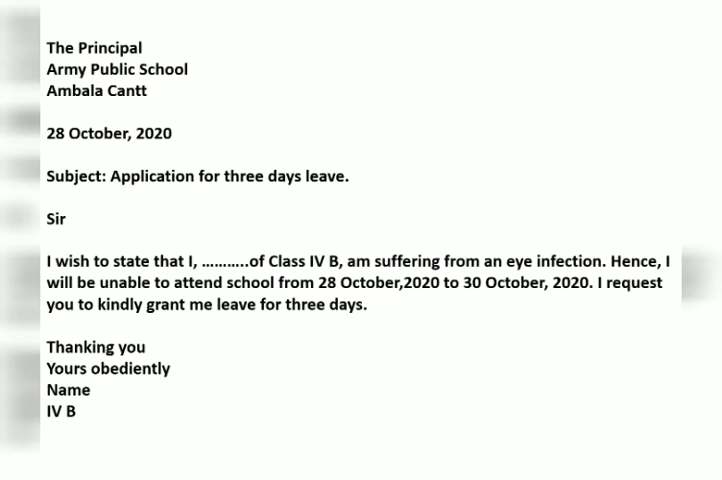 The Principal
Army Public School
Ambala Cantt
28 October, 2020
Subject: Application for three days leave.
Sir
I wish to state that I, ...........of Class IV B, am suffering from an eye infection. Hence, I
will be unable to attend school from 28 October,2020 to 30 October, 2020. I request
you to kindly grant me leave for three days.
Thanking you
Yours obediently
Name
IV B